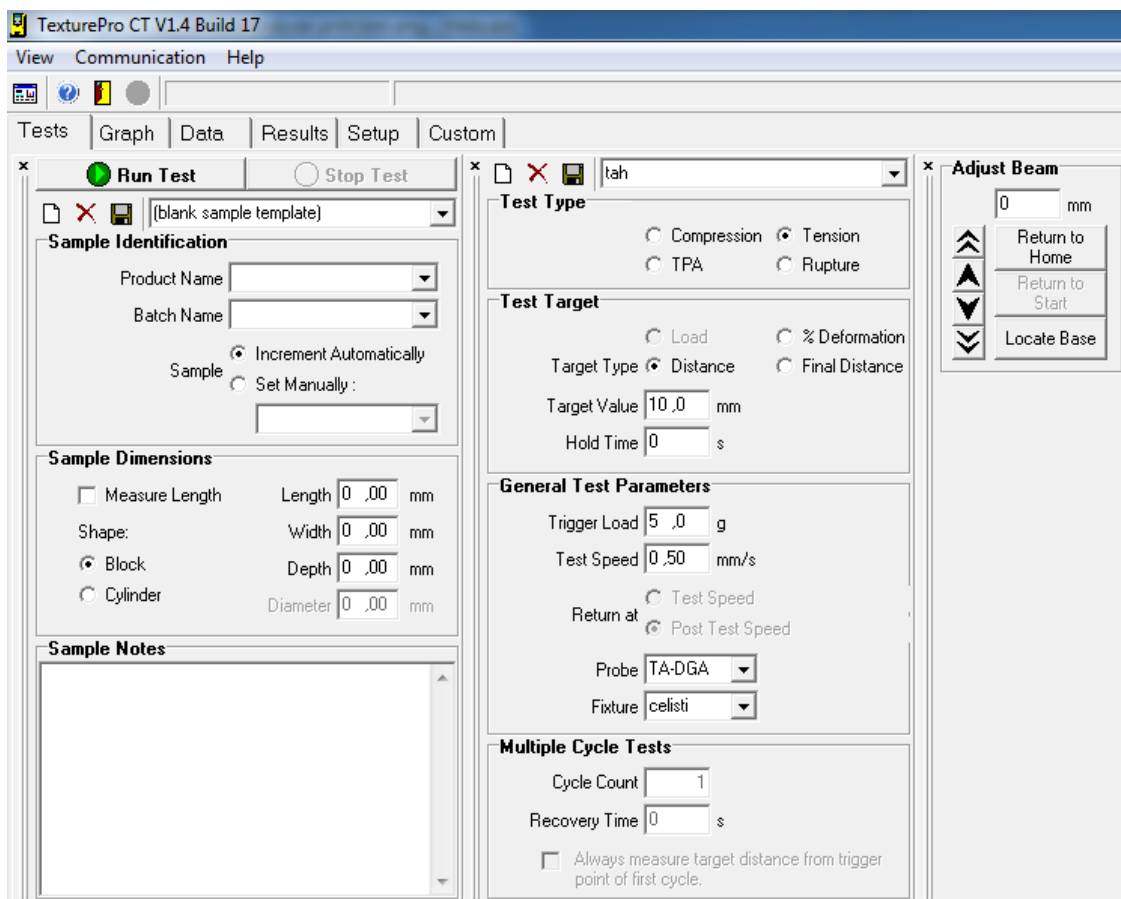 TexturePro CT V1.4 Build 17
View Communication Help
Tests Graph Data Results Setup Custom
Run Test Stop Test
(blank sample template)
Sample Identification
Product Name
Batch Name
Sample
Increment Automatically
Set Manually :
Sample Dimensions
Measure Length
Length 0 ,00 mm
Shape:
Width 0 ,00 mm
Block
Depth 0 ,00 mm
Cylinder
Diameter 0 ,00 mm
Sample Notes
tah
Test Type
Compression Tension
TPA Rupture
Test Target
Load % Deformation
Target Type Distance Final Distance
Target Value 10 ,0 mm
Hold Time 0 s
General Test Parameters
Trigger Load 5 ,0 g
Test Speed 0 ,50 mm/s
Return at
Test Speed
Post Test Speed
Probe TA-DGA
Fixture celisti
Multiple Cycle Tests
Cycle Count 1
Recovery Time 0 s
Always measure target distance from trigger
point of first cycle.
Adjust Beam
0 mm
Return to
Home
Return to
Start
Locate Base